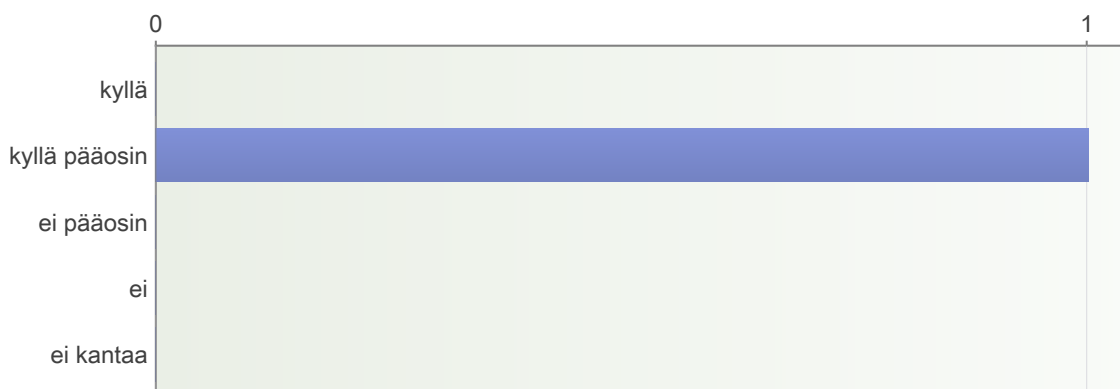 0 1
kyllä
kyllä pääosin
ei pääosin
ei
ei kantaa